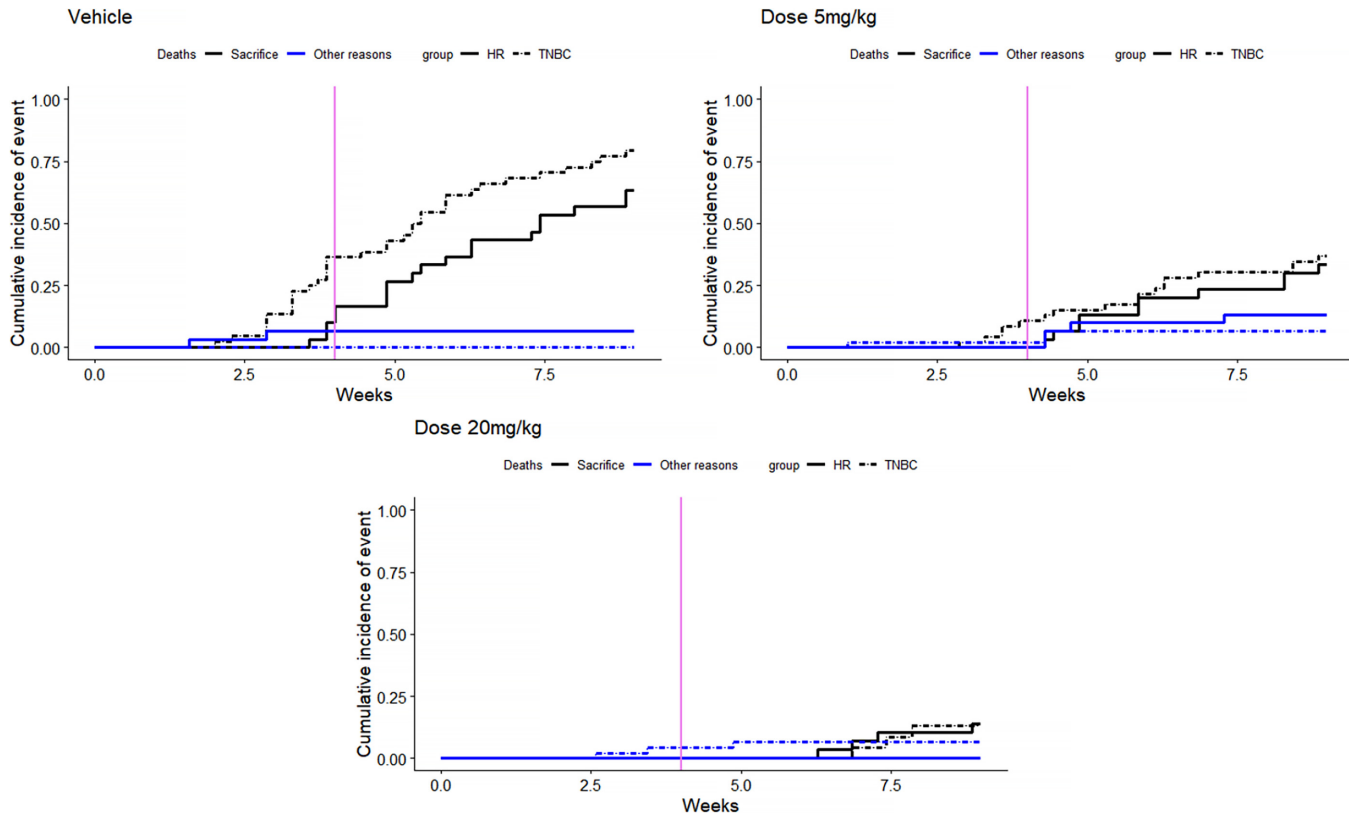 Vehicle
Deaths Sacrifice Other reasons group HR TNBC
Cumulative incidence of event
1.00
0.75
0.50
0.25
0.00
0.0 2.5 5.0 7.5
Weeks
Dose 5mg/kg
Deaths Sacrifice Other reasons group HR TNBC
Cumulative incidence of event
1.00
0.75
0.50
0.25
0.00
0.0 2.5 5.0 7.5
Weeks
Dose 20mg/kg
Deaths Sacrifice Other reasons group HR TNBC
Cumulative incidence of event
1.00
0.75
0.50
0.25
0.00
0.0 2.5 5.0 7.5
Weeks